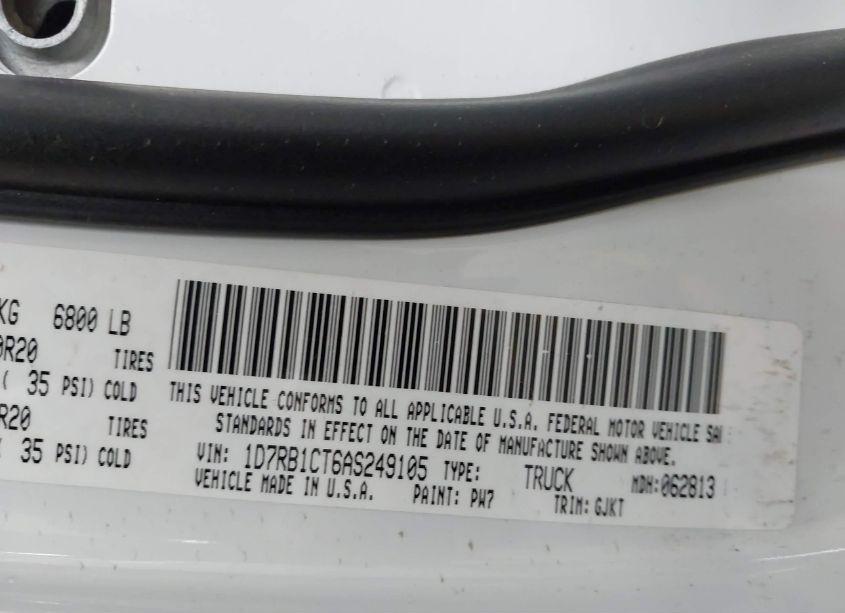 KG 6800 LB
0R20 TIRES
( 35 PSI) COLD
R20 TIRES
( 35 PSI) COLD
THIS VEHICLE CONFORMS TO ALL APPLICABLE U.S.A. FEDERAL MOTOR VEHICLE SA
STANDARDS IN EFFECT ON THE DATE OF MANUFACTURE SHOWN ABOVE.
VIN: 1D7RB1CT6AS249105 TYPE: TRUCK MDH:062813
VEHICLE MADE IN U.S.A. PAINT: PW7 TRIM: GJKT